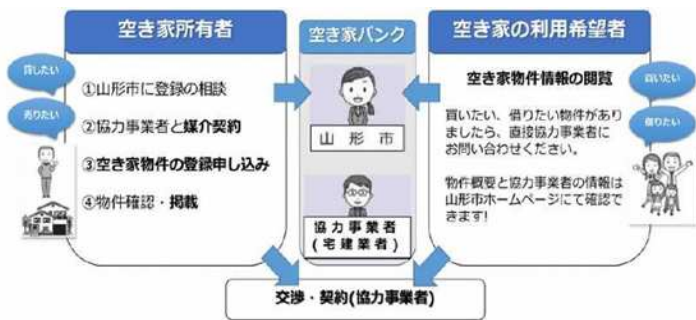 空き家所有者
貸したい
売りたい
①山形市に登録の相談
②協力事業者と媒介契約
③空き家物件の登録申し込み
④物件確認・掲載
空き家バンク
山形市
協力事業者
(宅建業者)
空き家の利用希望者
買いたい
借りたい
空き家物件情報の閲覧
買いたい、借りたい物件がありま
したら、直接協力事業者に
お問い合わせください。
物件概要と協力事業者の情報は
山形市ホームページにて確認で
きます!
交渉・契約(協力事業者)